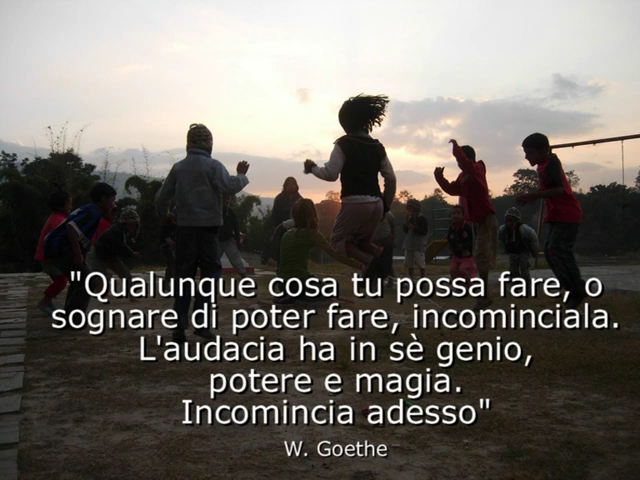 "Qualunque cosa tu possa fare, o
sognare di poter fare, incominciala.
L'audacia ha in sè genio,
potere e magia.
Incomincia adesso"
W. Goethe